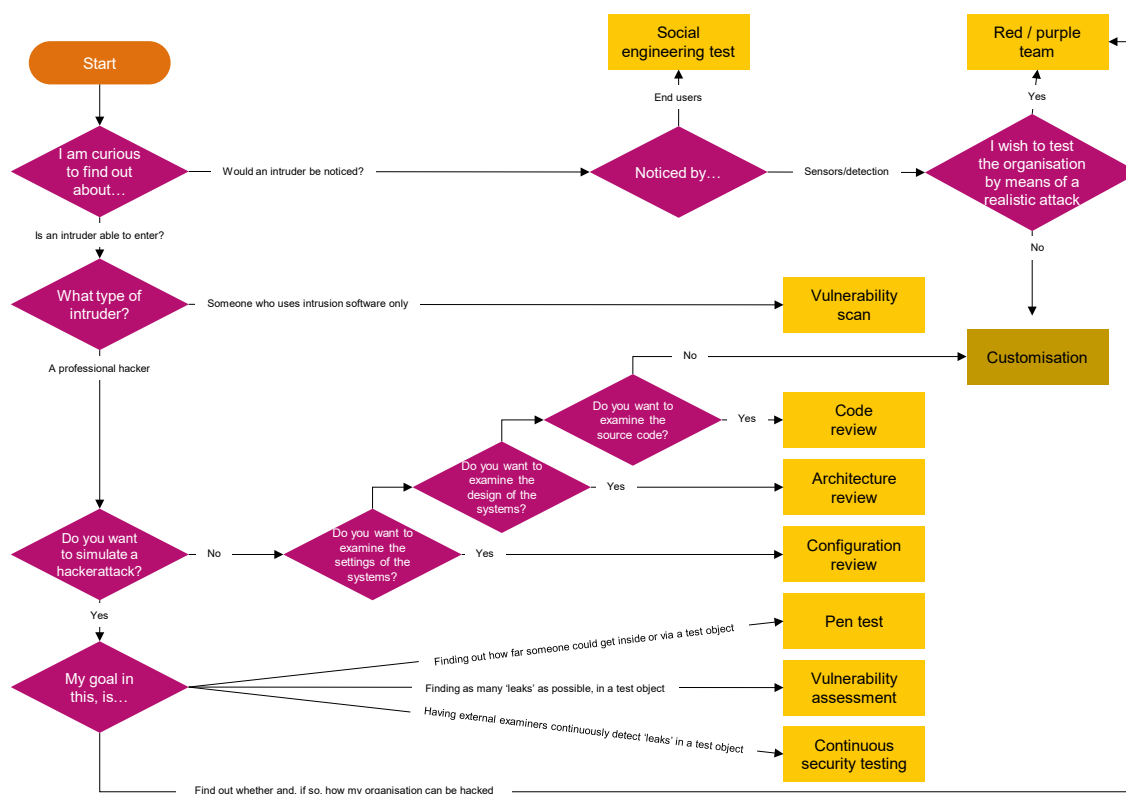 Start
Social
engineering test
Red / purple
team
End users
Yes
I am curious
to find out
about…
Would an intruder be noticed?
Noticed by…
Sensors/detection
I wish to test
the organisation
by means of a
realistic attack
Is an intruder able to enter?
No
What type of
intruder?
Someone who uses intrusion software only
Vulnerability
scan
A professional hacker
No
Customisation
Do you want to
examine the
source code?
Yes
Code
review
Do you want to
examine the
design of the
systems?
Yes
Architecture
review
Do you want
to simulate a
hackerattack?
No
Do you want to
examine the
settings of the
systems?
Yes
Configuration
review
Yes
Pen test
Finding out how far someone could get inside or via a test object
My goal in
this, is…
Finding as many ‘leaks’ as possible, in a test object
Vulnerability
assessment
Having external examiners continuously detect ‘leaks’ in a test object
Continuous
security testing
Find out whether and, if so, how my organisation can be hacked